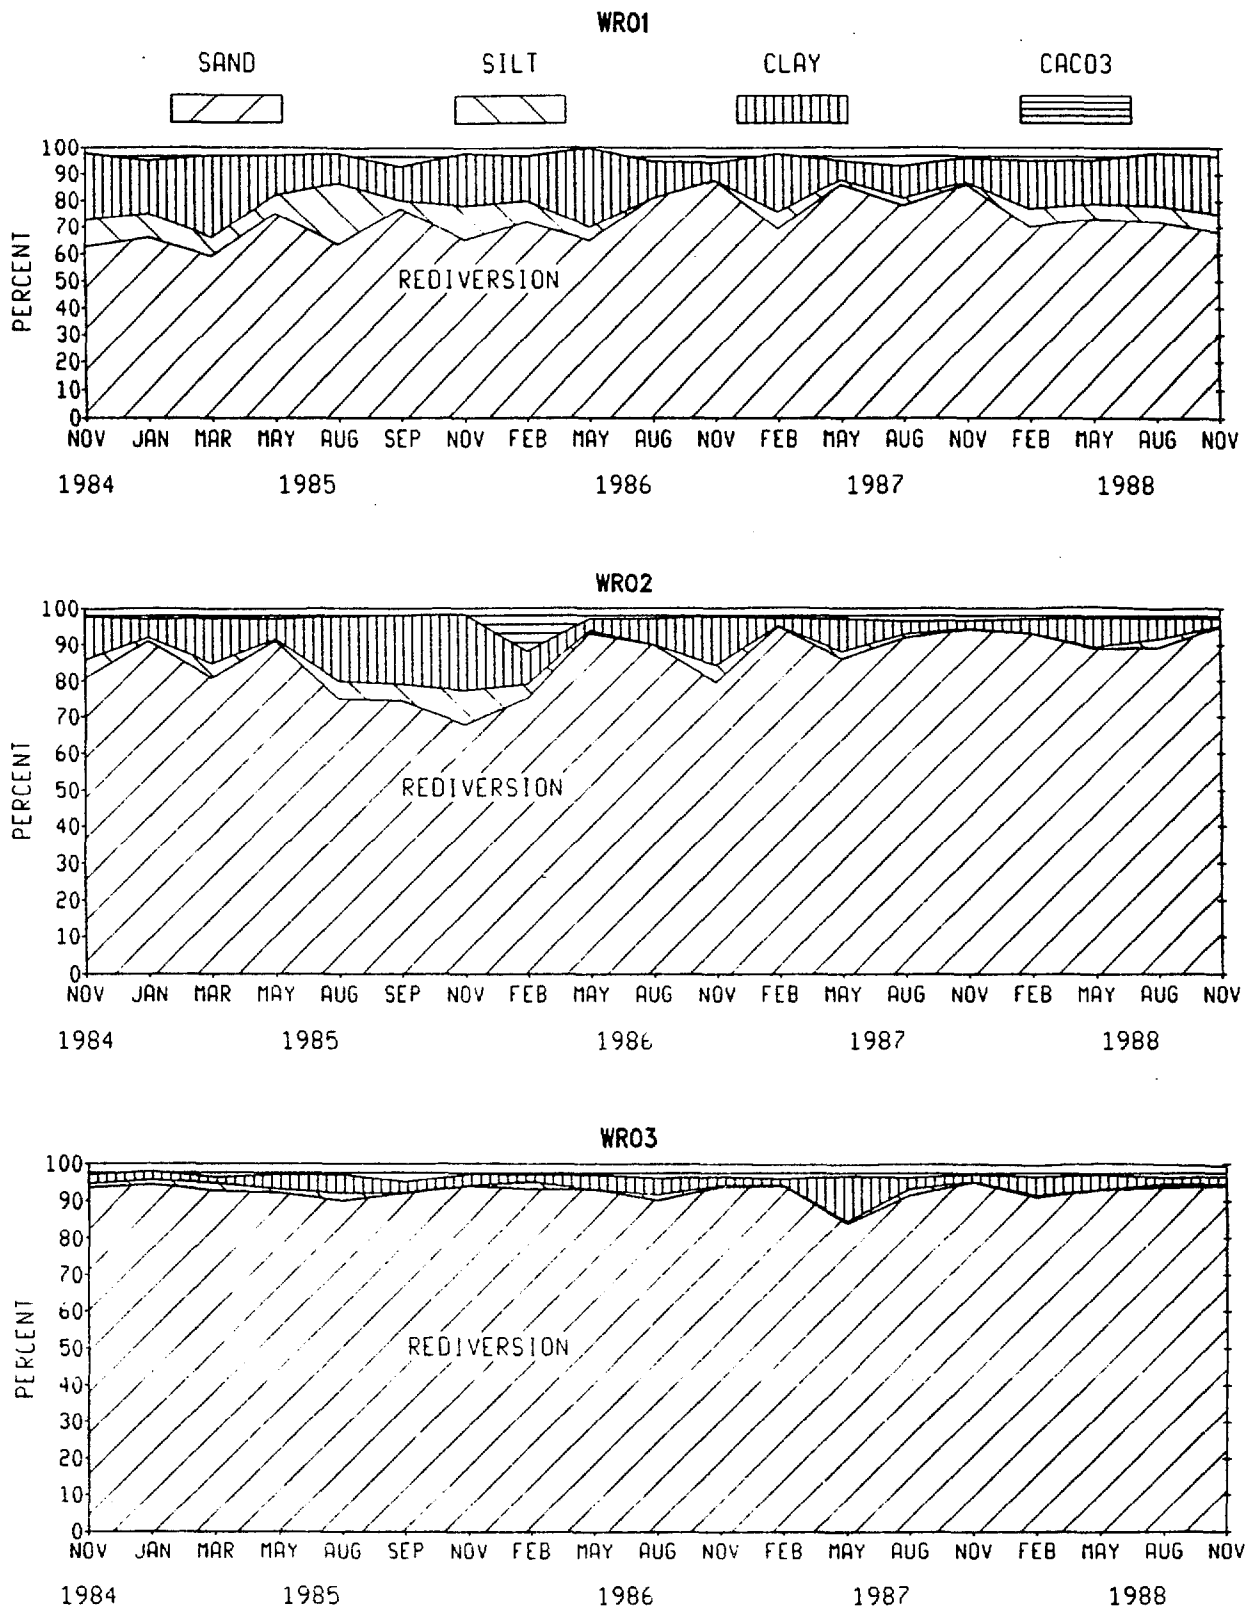 WR01
SAND SILT CLAY CACO3
100
90
80
70
60
50
40
30
20
10
0
PERCENT
REDIVERSION
NOV JAN MAR MAY AUG SEP NOV FEB MAY AUG NOV FEB MAY AUG NOV FEB MAY AUG NOV
1984 1985 1986 1987 1988
WR02
100
90
80
70
60
50
40
30
20
10
0
PERCENT
REDIVERSION
NOV JAN MAR MAY AUG SEP NOV FEB MAY AUG NOV FEB MAY AUG NOV FEB MAY AUG NOV
1984 1985 1986 1987 1988
WR03
100
90
80
70
60
50
40
30
20
10
0
PERCENT
REDIVERSION
NOV JAN MAR MAY AUG SEP NOV FEB MAY AUG NOV FEB MAY AUG NOV FEB MAY AUG NOV
1984 1985 1986 1987 1988